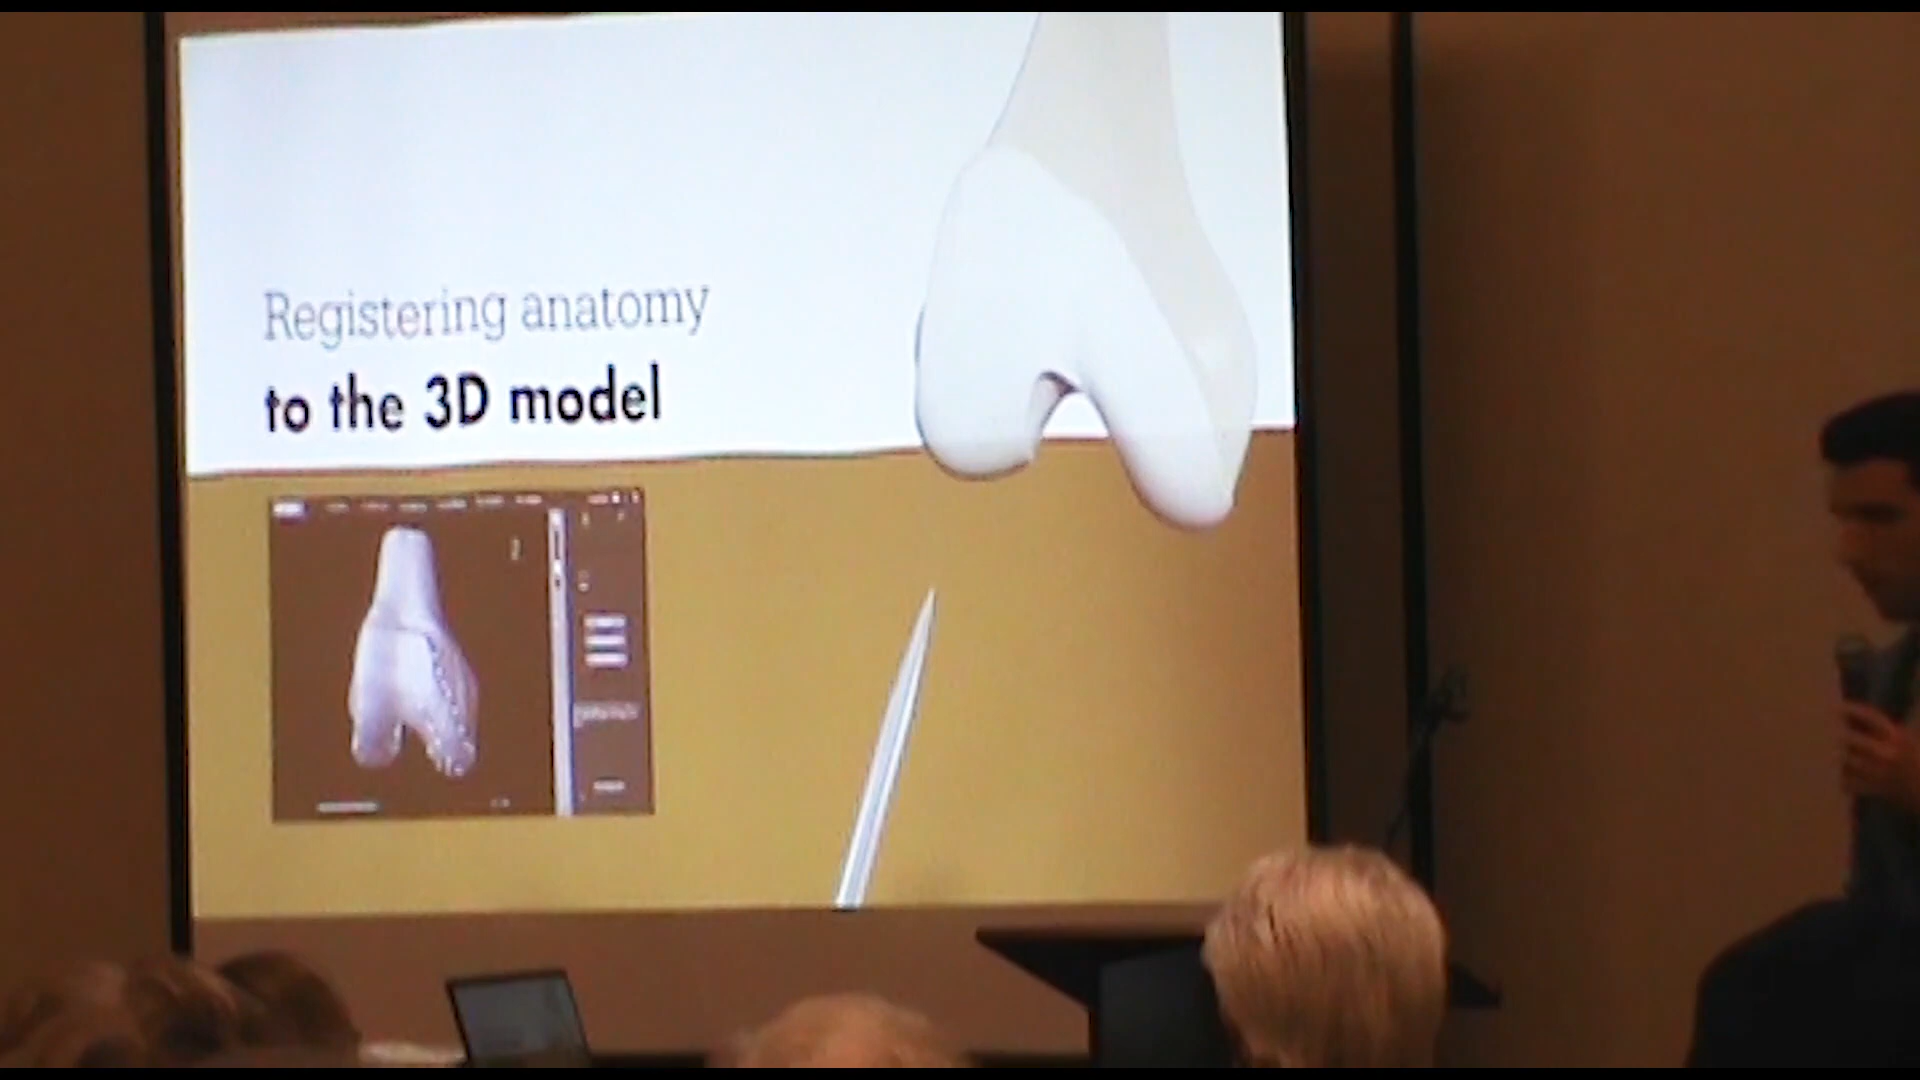 Registering anatomy
to the 3D model